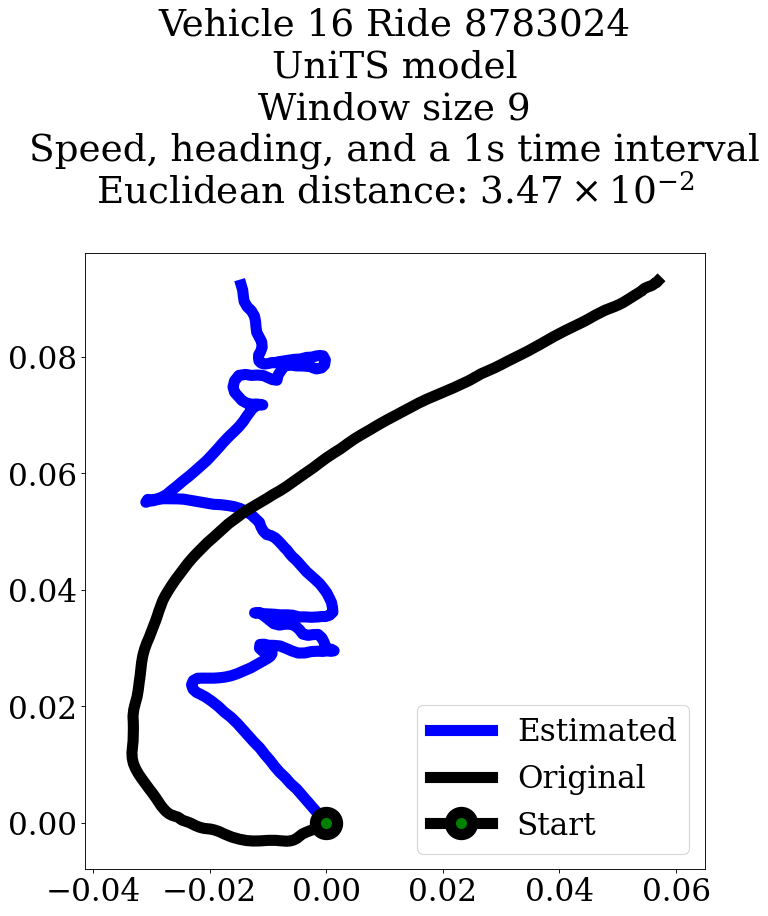 Vehicle 16 Ride 8783024
UniTS model
Window size 9
Speed, heading, and a 1s time interval
Euclidean distance: 3.47 × 10⁻²
0.08
0.06
0.04
0.02
0.00
Estimated
Original
Start
−0.04 −0.02 0.00 0.02 0.04 0.06